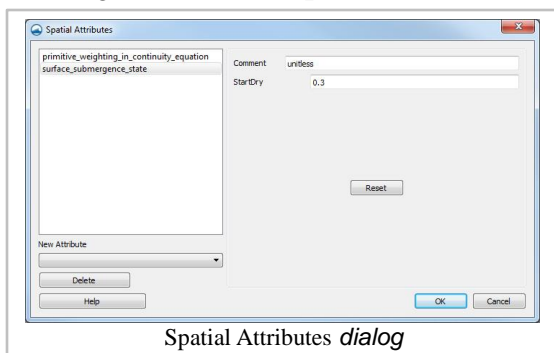 Spatial Attributes
primitive_weighting_in_continuity_equation
surface_submergence_state
Comment unitless
StartDry 0.3
Reset
New Attribute
Delete
Help
OK Cancel
Spatial Attributes dialog